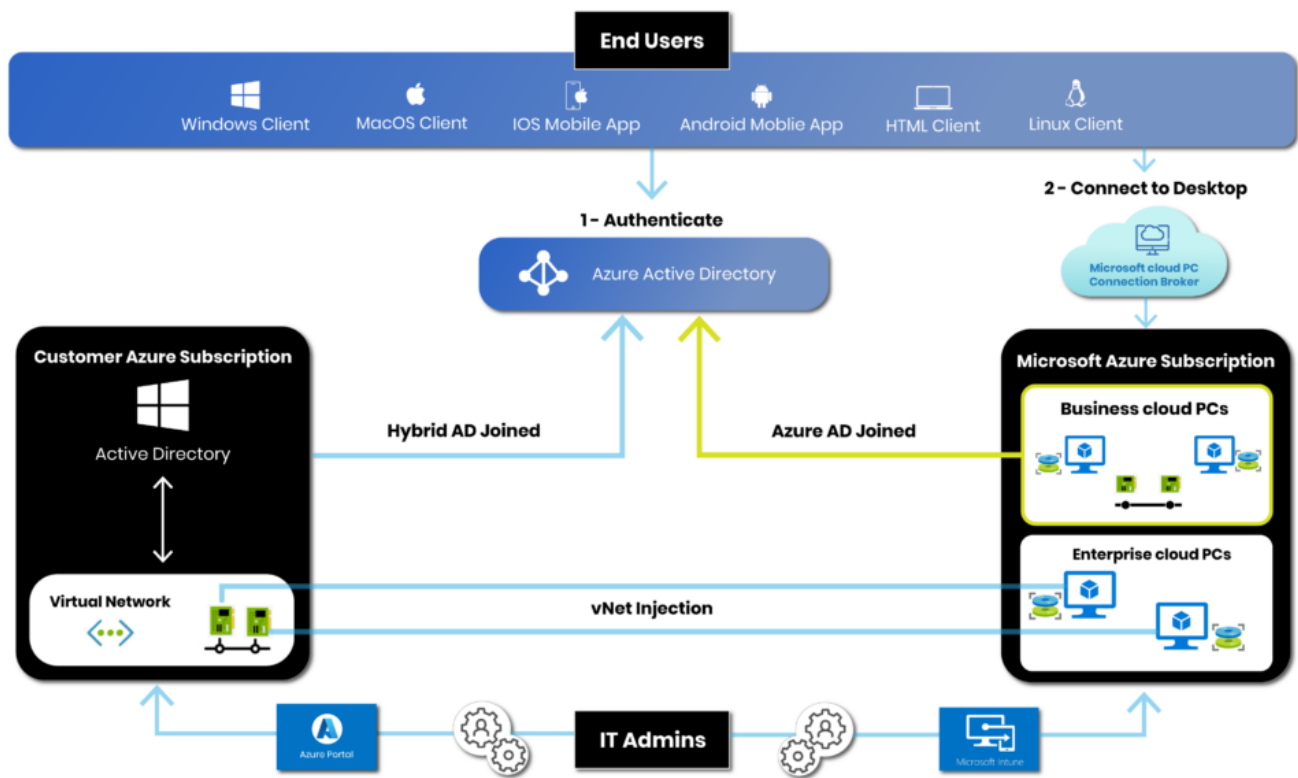 End Users
Windows Client
MacOS Client
IOS Mobile App
Android Moblie App
HTML Client
Linux Client
1 - Authenticate
2 - Connect to Desktop
Azure Active Directory
Microsoft cloud PC
Connection Broker
Customer Azure Subscription
Active Directory
Hybrid AD Joined
Azure AD Joined
Microsoft Azure Subscription
Business cloud PCs
Enterprise cloud PCs
Virtual Network
vNet Injection
Azure Portal
IT Admins
Microsoft Intune